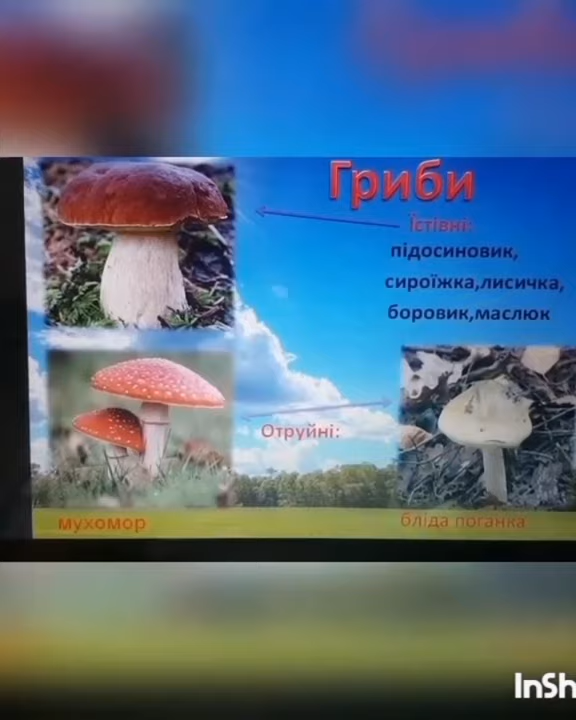 Гриби
Їстівні:
підосиновик,
сироїжка,лисичка,
боровик,маслюк
Отруйні:
мухомор
бліда поганка
InSh